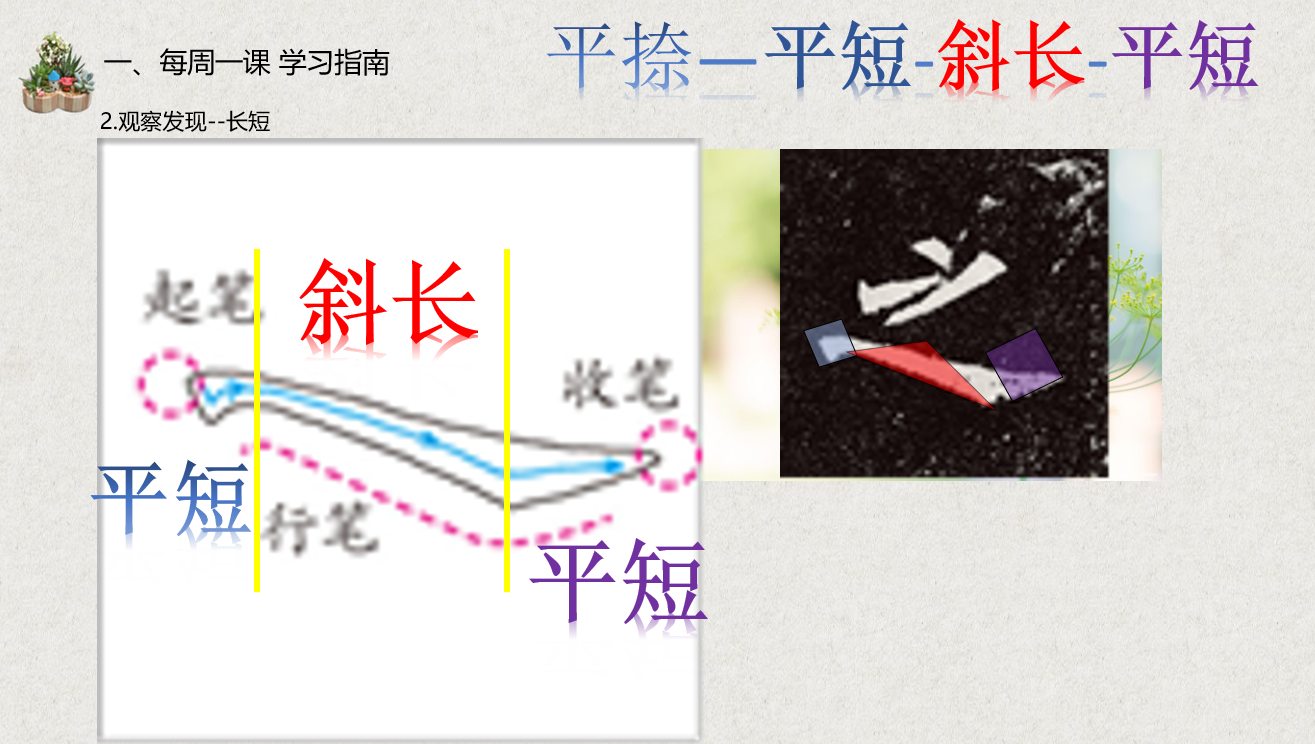 一、每周一课 学习指南
平捺—平短-斜长-平短
2.观察发现--长短
起笔
斜长
收笔
平短
行笔
平短